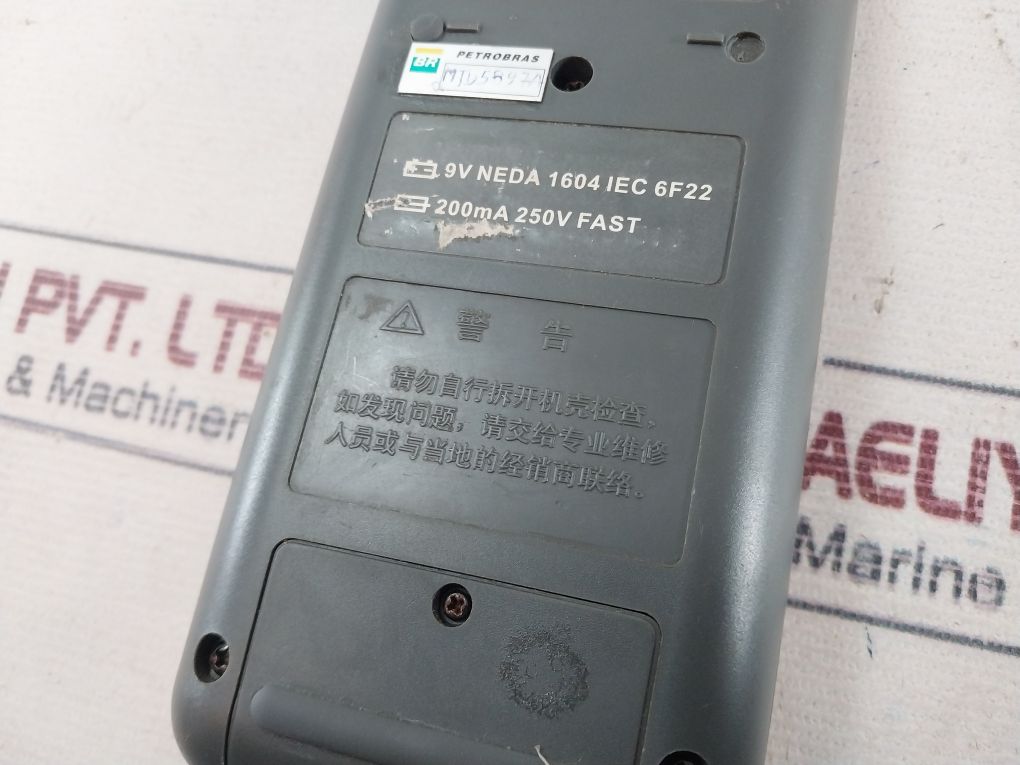 PETROBRAS
BR
9V NEDA 1604 IEC 6F22
200mA 250V FAST
警 告
请勿自行拆开机壳检查，
如发现问题，请交给专业维修
人员或与当地的经销商联络。
PVT. LTD
& Machiner
AELIY
Marine